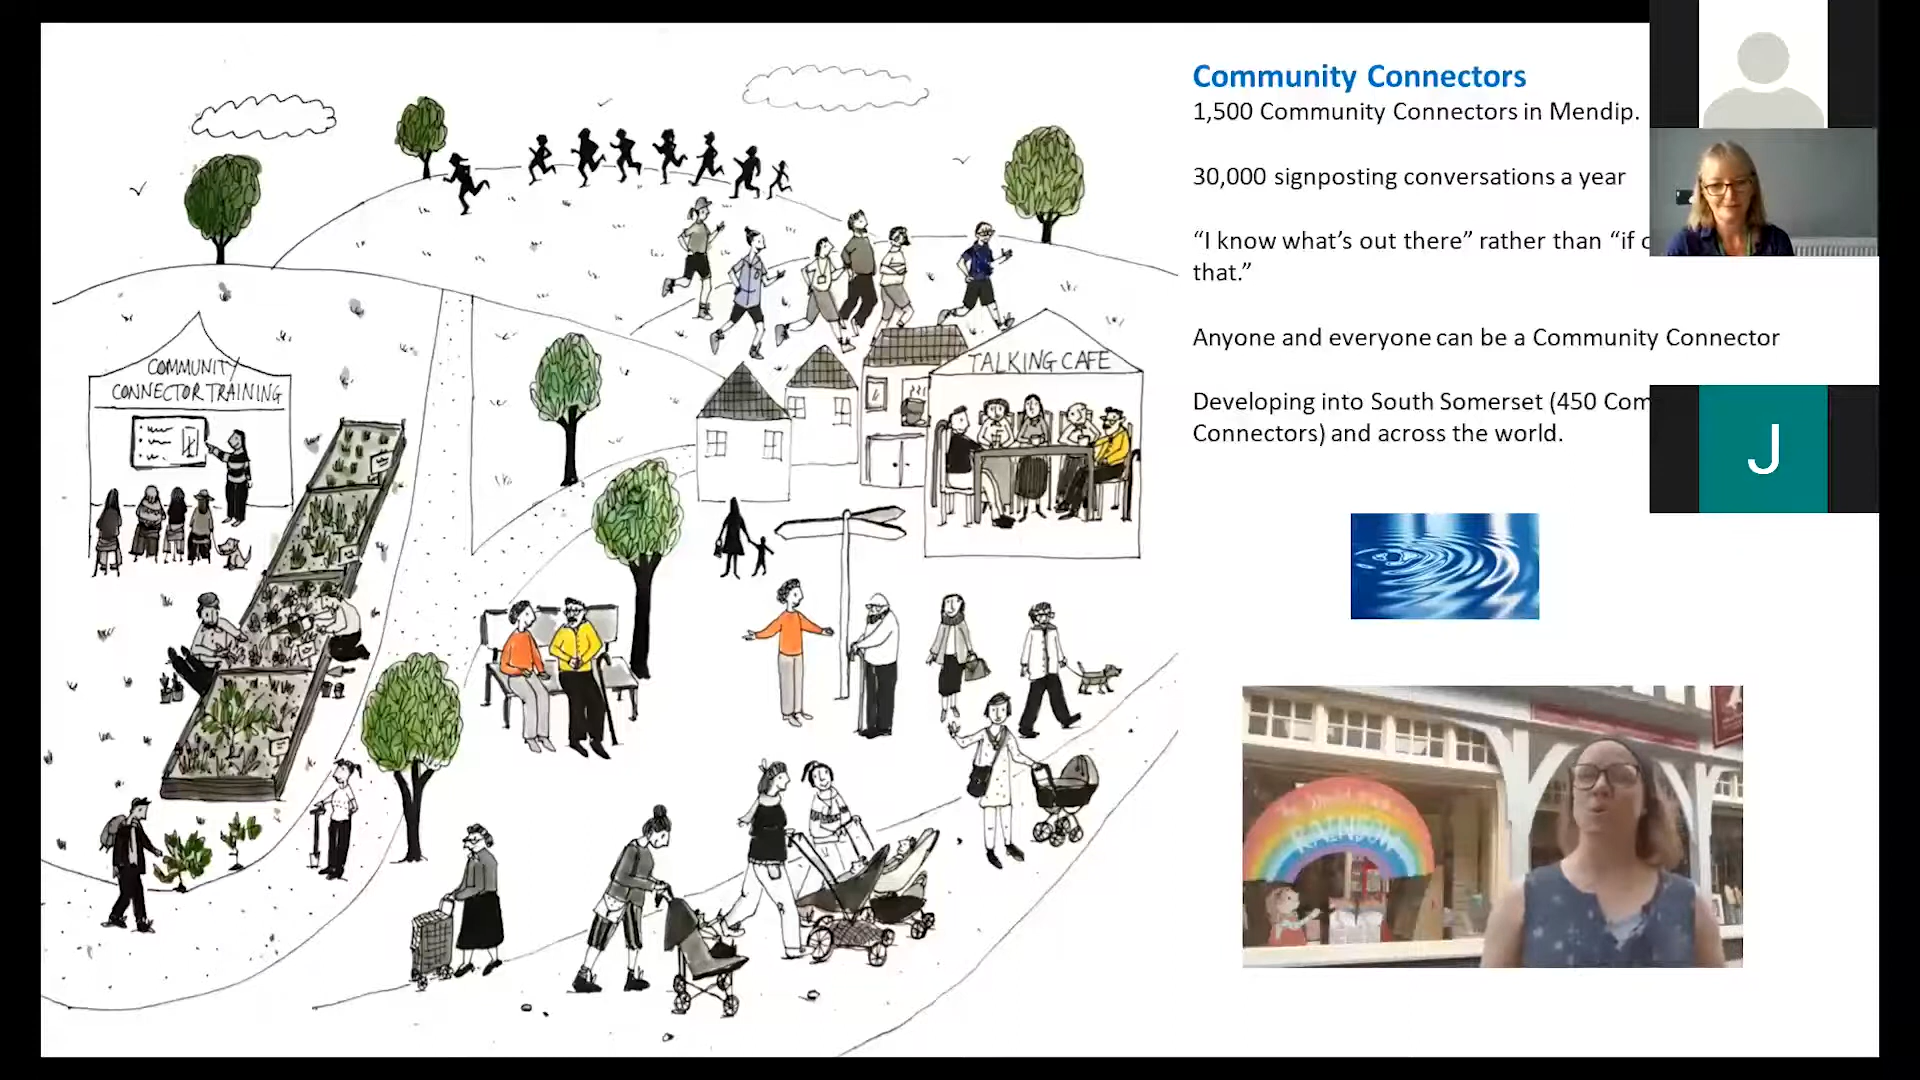 Community Connectors
1,500 Community Connectors in Mendip.
30,000 signposting conversations a year
“I know what’s out there” rather than “if
that.”
Anyone and everyone can be a Community Connector
Developing into South Somerset (450
Connectors) and across the world.
COMMUNITY
CONNECTOR TRAINING
TALKING CAFE
J
RAINBOW